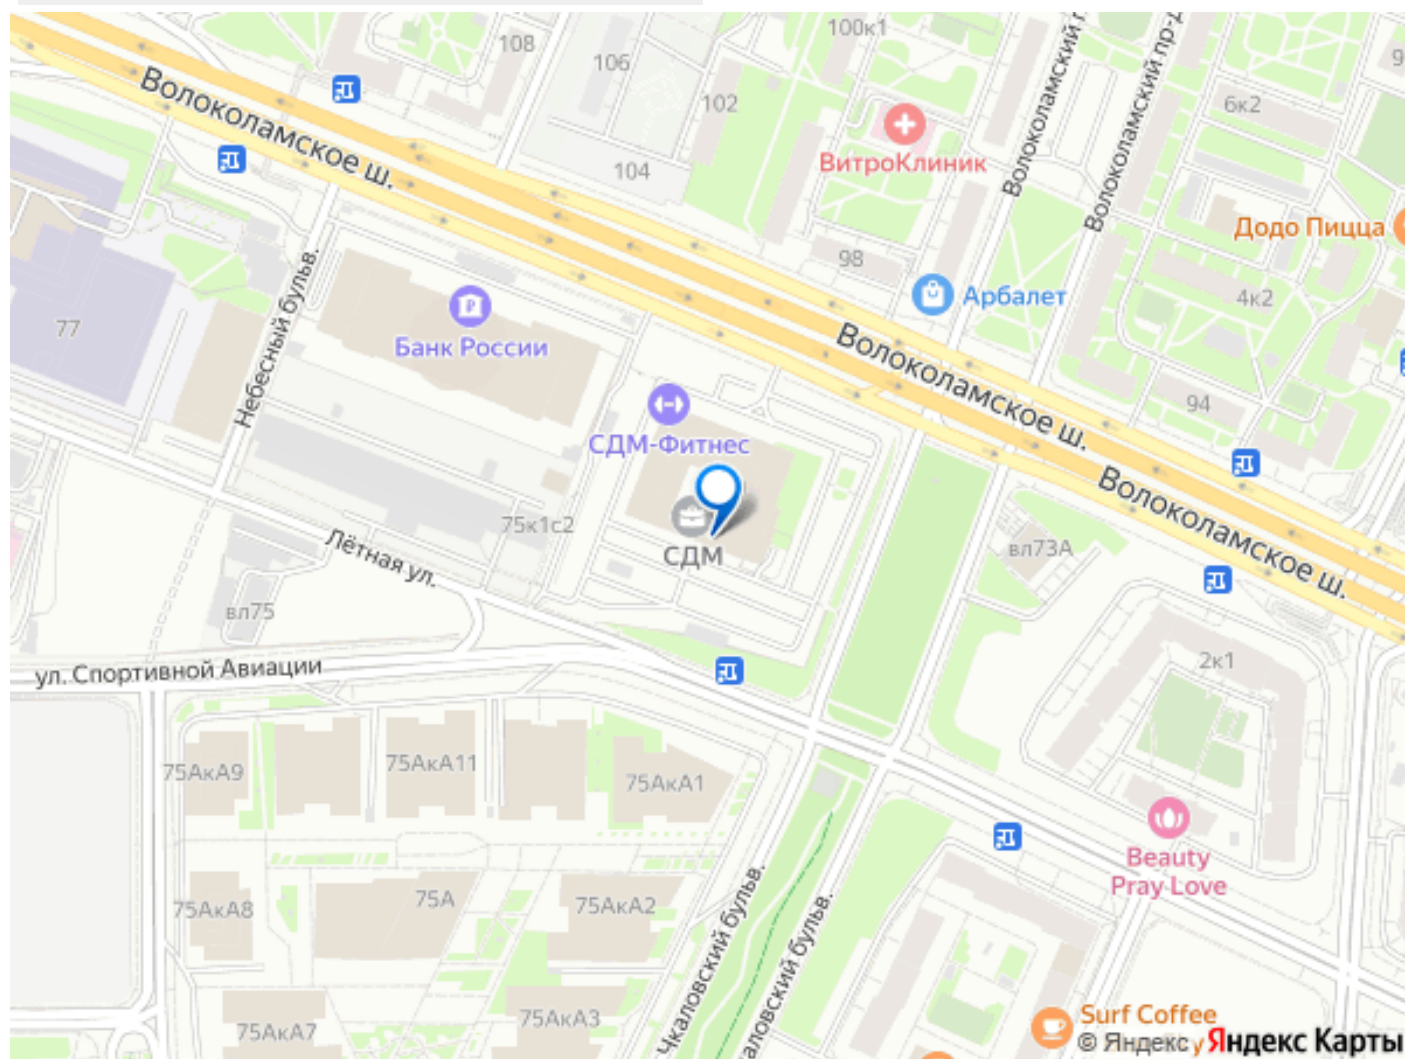 100к1
108
106
102
104
Волоколамское ш.
ВитроКлиник
Волоколамский
Волоколамский пр-д
6к2
Додо Пицца
98
Арбалет
4к2
77
Небесный бульв.
Банк России
Волоколамское ш.
94
СДМ-Фитнес
СДМ
75к1с2
Лётная ул.
вл75
вл73А
Волоколамское ш.
ул. Спортивной Авиации
2к1
75АкА9
75АкА11
75АкА1
Beauty
Pray Love
75АкА8
75А
75АкА2
Чкаловский бульв.
аловский бульв.
75АкА7
75АкА3
Surf Coffee
© Яндекс
Яндекс Карты